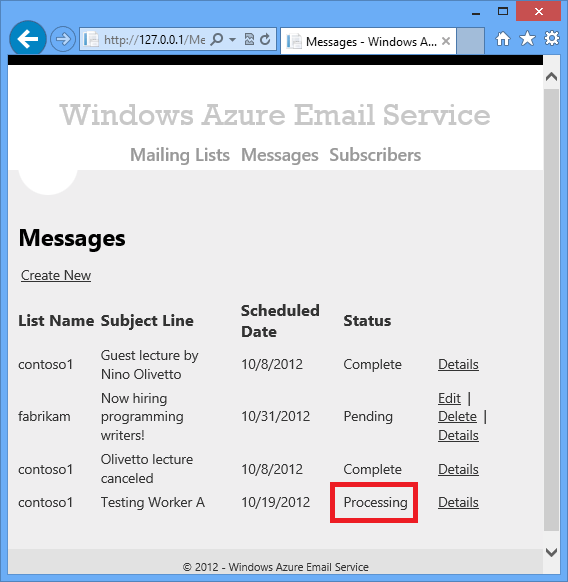 http://127.0.0.1/Me
Messages - Windows A...
Windows Azure Email Service
Mailing Lists Messages Subscribers
Messages
Create New
List Name Subject Line Scheduled Date Status
contoso1 Guest lecture by Nino Olivetto 10/8/2012 Complete Details
fabrikam Now hiring programming writers! 10/31/2012 Pending Edit | Delete | Details
contoso1 Olivetto lecture canceled 10/8/2012 Complete Details
contoso1 Testing Worker A 10/19/2012 Processing Details
© 2012 - Windows Azure Email Service